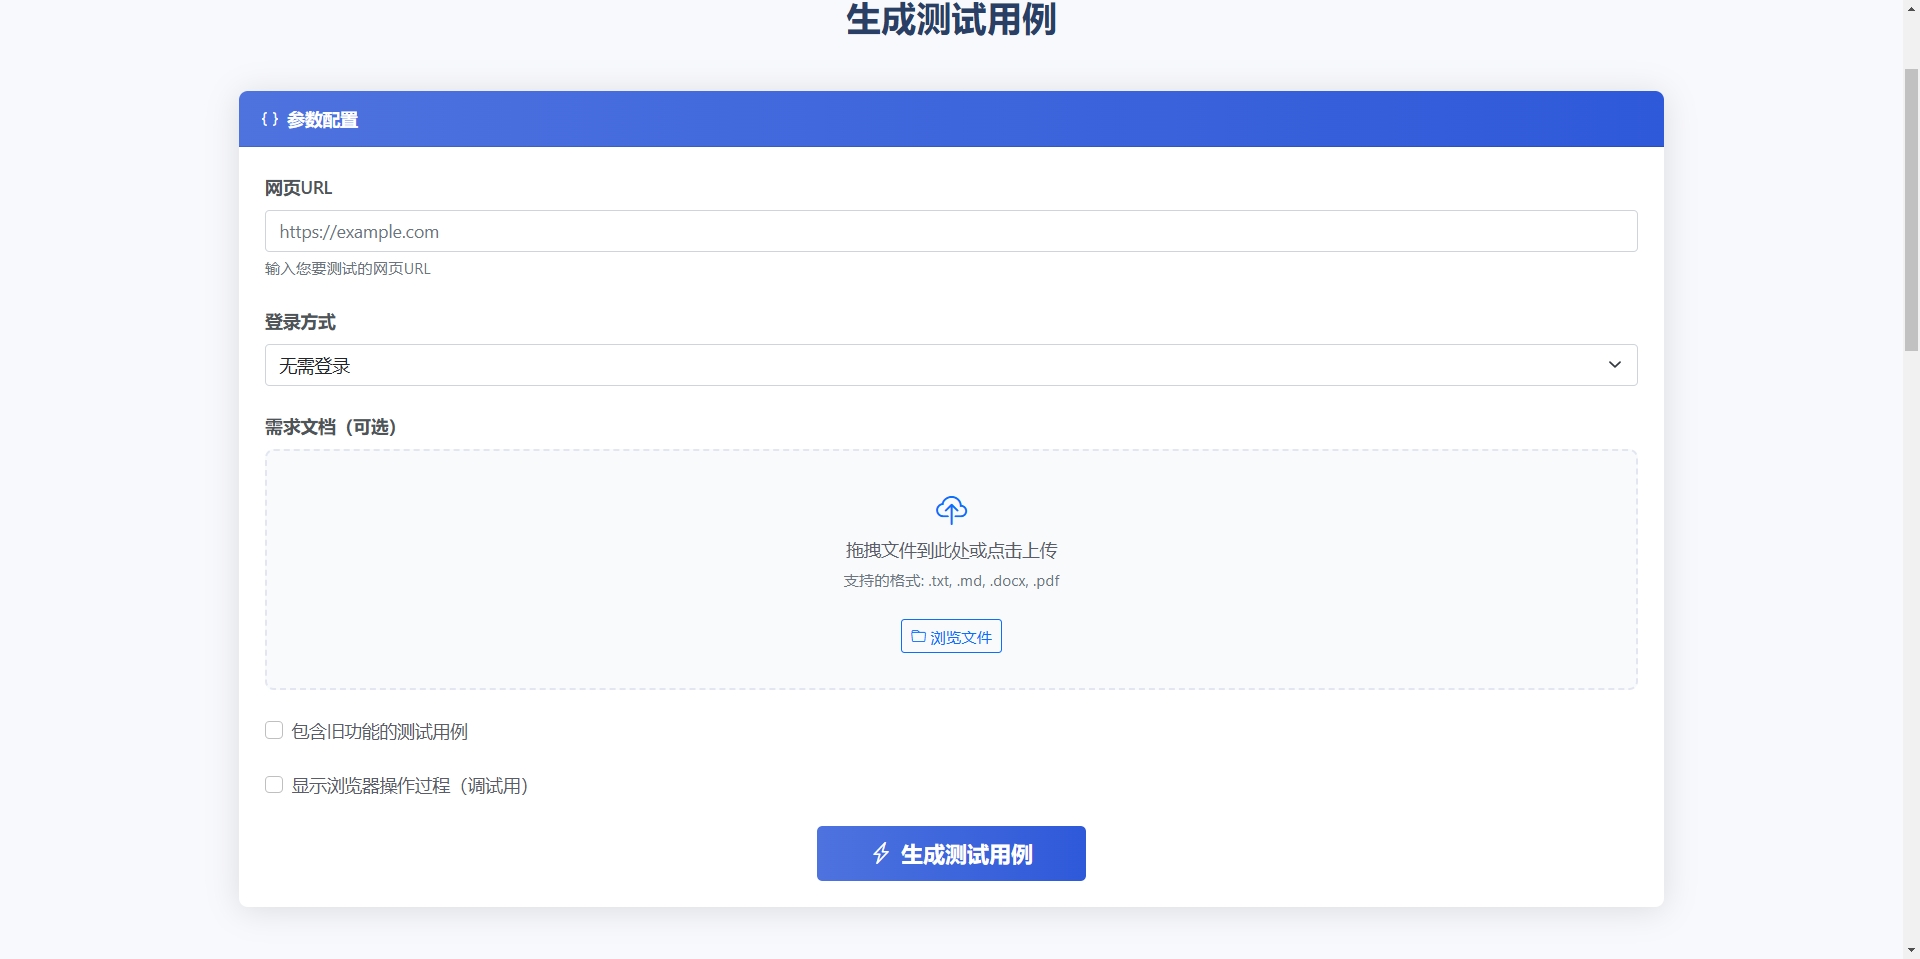 生成测试用例
{ } 参数配置
网页URL
https://example.com
输入您要测试的网页URL
登录方式
无需登录
需求文档（可选）
拖拽文件到此处或点击上传
支持的格式: .txt, .md, .docx, .pdf
浏览文件
包含旧功能的测试用例
显示浏览器操作过程（调试用）
生成测试用例